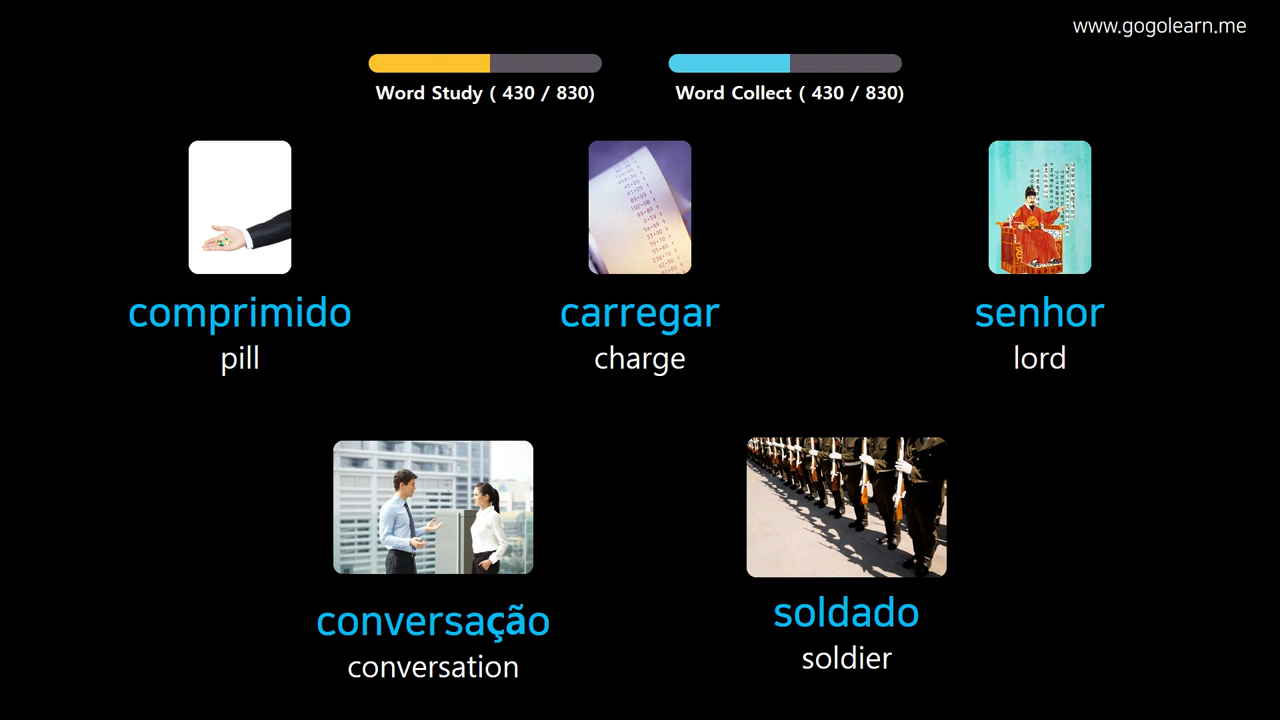 www.gogolearn.me
Word Study ( 430 / 830)
Word Collect ( 430 / 830)
comprimido
pill
carregar
charge
senhor
lord
conversação
conversation
soldado
soldier